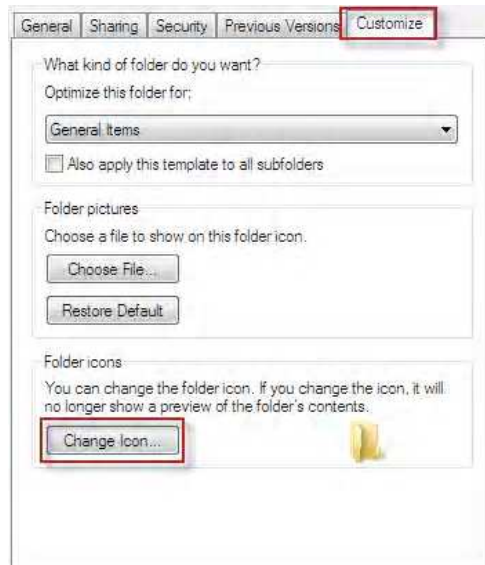 General Sharing Security Previous Versions Customize
What kind of folder do you want?
Optimize this folder for:
General Items
Also apply this template to all subfolders
Folder pictures
Choose a file to show on this folder icon.
Choose File...
Restore Default
Folder icons
You can change the folder icon. If you change the icon, it will
no longer show a preview of the folder's contents.
Change Icon...